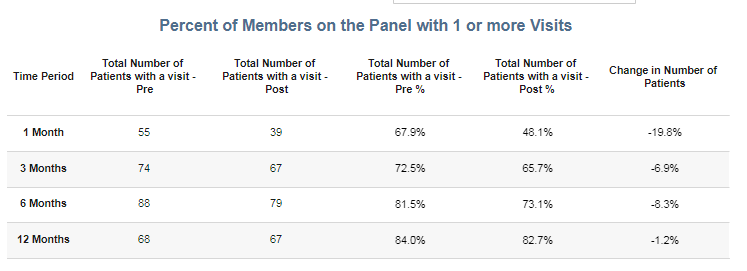 Percent of Members on the Panel with 1 or more Visits
Time Period
Total Number of
Patients with a visit -
Pre
Total Number of
Patients with a visit -
Post
Total Number of
Patients with a visit -
Pre %
Total Number of
Patients with a visit -
Post %
Change in Number of
Patients
1 Month 55 39 67.9% 48.1% -19.8%
3 Months 74 67 72.5% 65.7% -6.9%
6 Months 88 79 81.5% 73.1% -8.3%
12 Months 68 67 84.0% 82.7% -1.2%